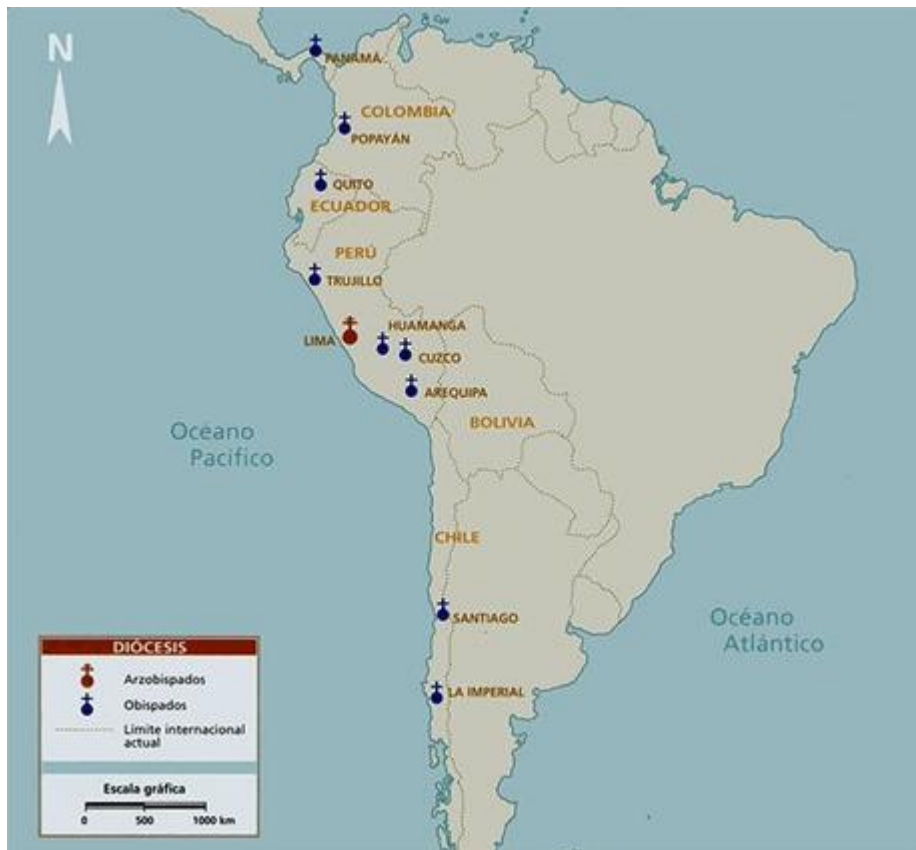 N
PANAMÁ
COLOMBIA
POPAYÁN
QUITO
ECUADOR
PERÚ
TRUJILLO
HUAMANGA
LIMA
CUZCO
AREQUIPA
BOLIVIA
Océano
Pacífico
CHILE
SANTIAGO
Océano
Atlántico
LA IMPERIAL
DIÓCESIS
Arzobispados
Obispados
Límite internacional
actual
Escala gráfica
0 500 1000 km